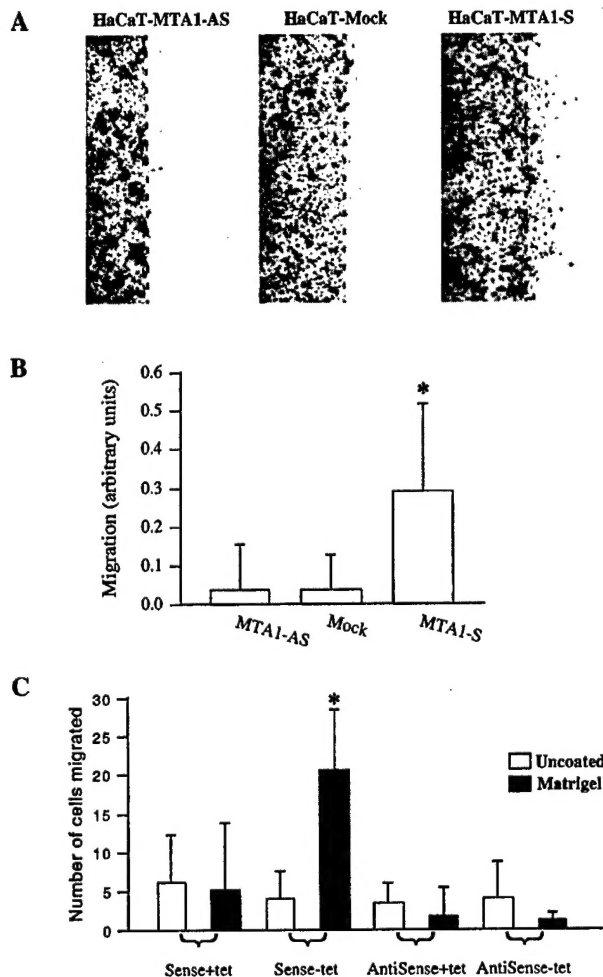 A
HaCaT-MTA1-AS HaCaT-Mock HaCaT-MTA1-S
B
Migration (arbitrary units)
0.6
0.5
0.4
0.3
0.2
0.1
0.0
*
MTA1-AS Mock MTA1-S
C
Number of cells migrated
30
25
20
15
10
5
0
*
Uncoated
Matrigel
Sense+tet Sense-tet AntiSense+tet AntiSense-tet